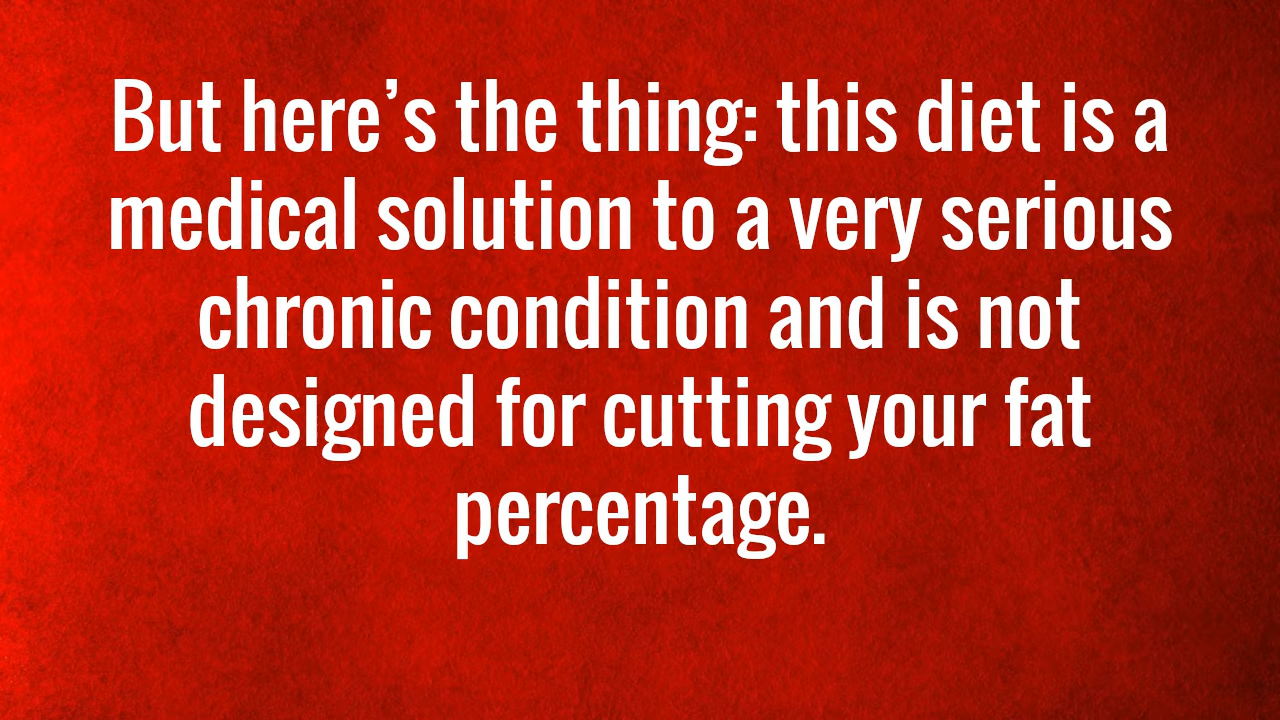 But here’s the thing: this diet is a
medical solution to a very serious
chronic condition and is not
designed for cutting your fat
percentage.